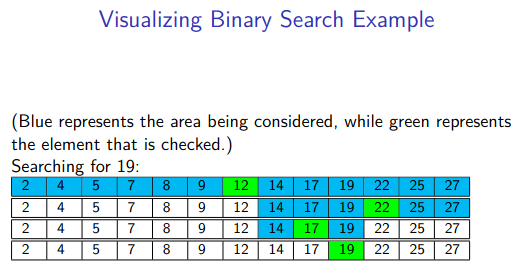 Visualizing Binary Search Example
(Blue represents the area being considered, while green represents
the element that is checked.)
Searching for 19:
2 4 5 7 8 9 12 14 17 19 22 25 27
2 4 5 7 8 9 12 14 17 19 22 25 27
2 4 5 7 8 9 12 14 17 19 22 25 27
2 4 5 7 8 9 12 14 17 19 22 25 27